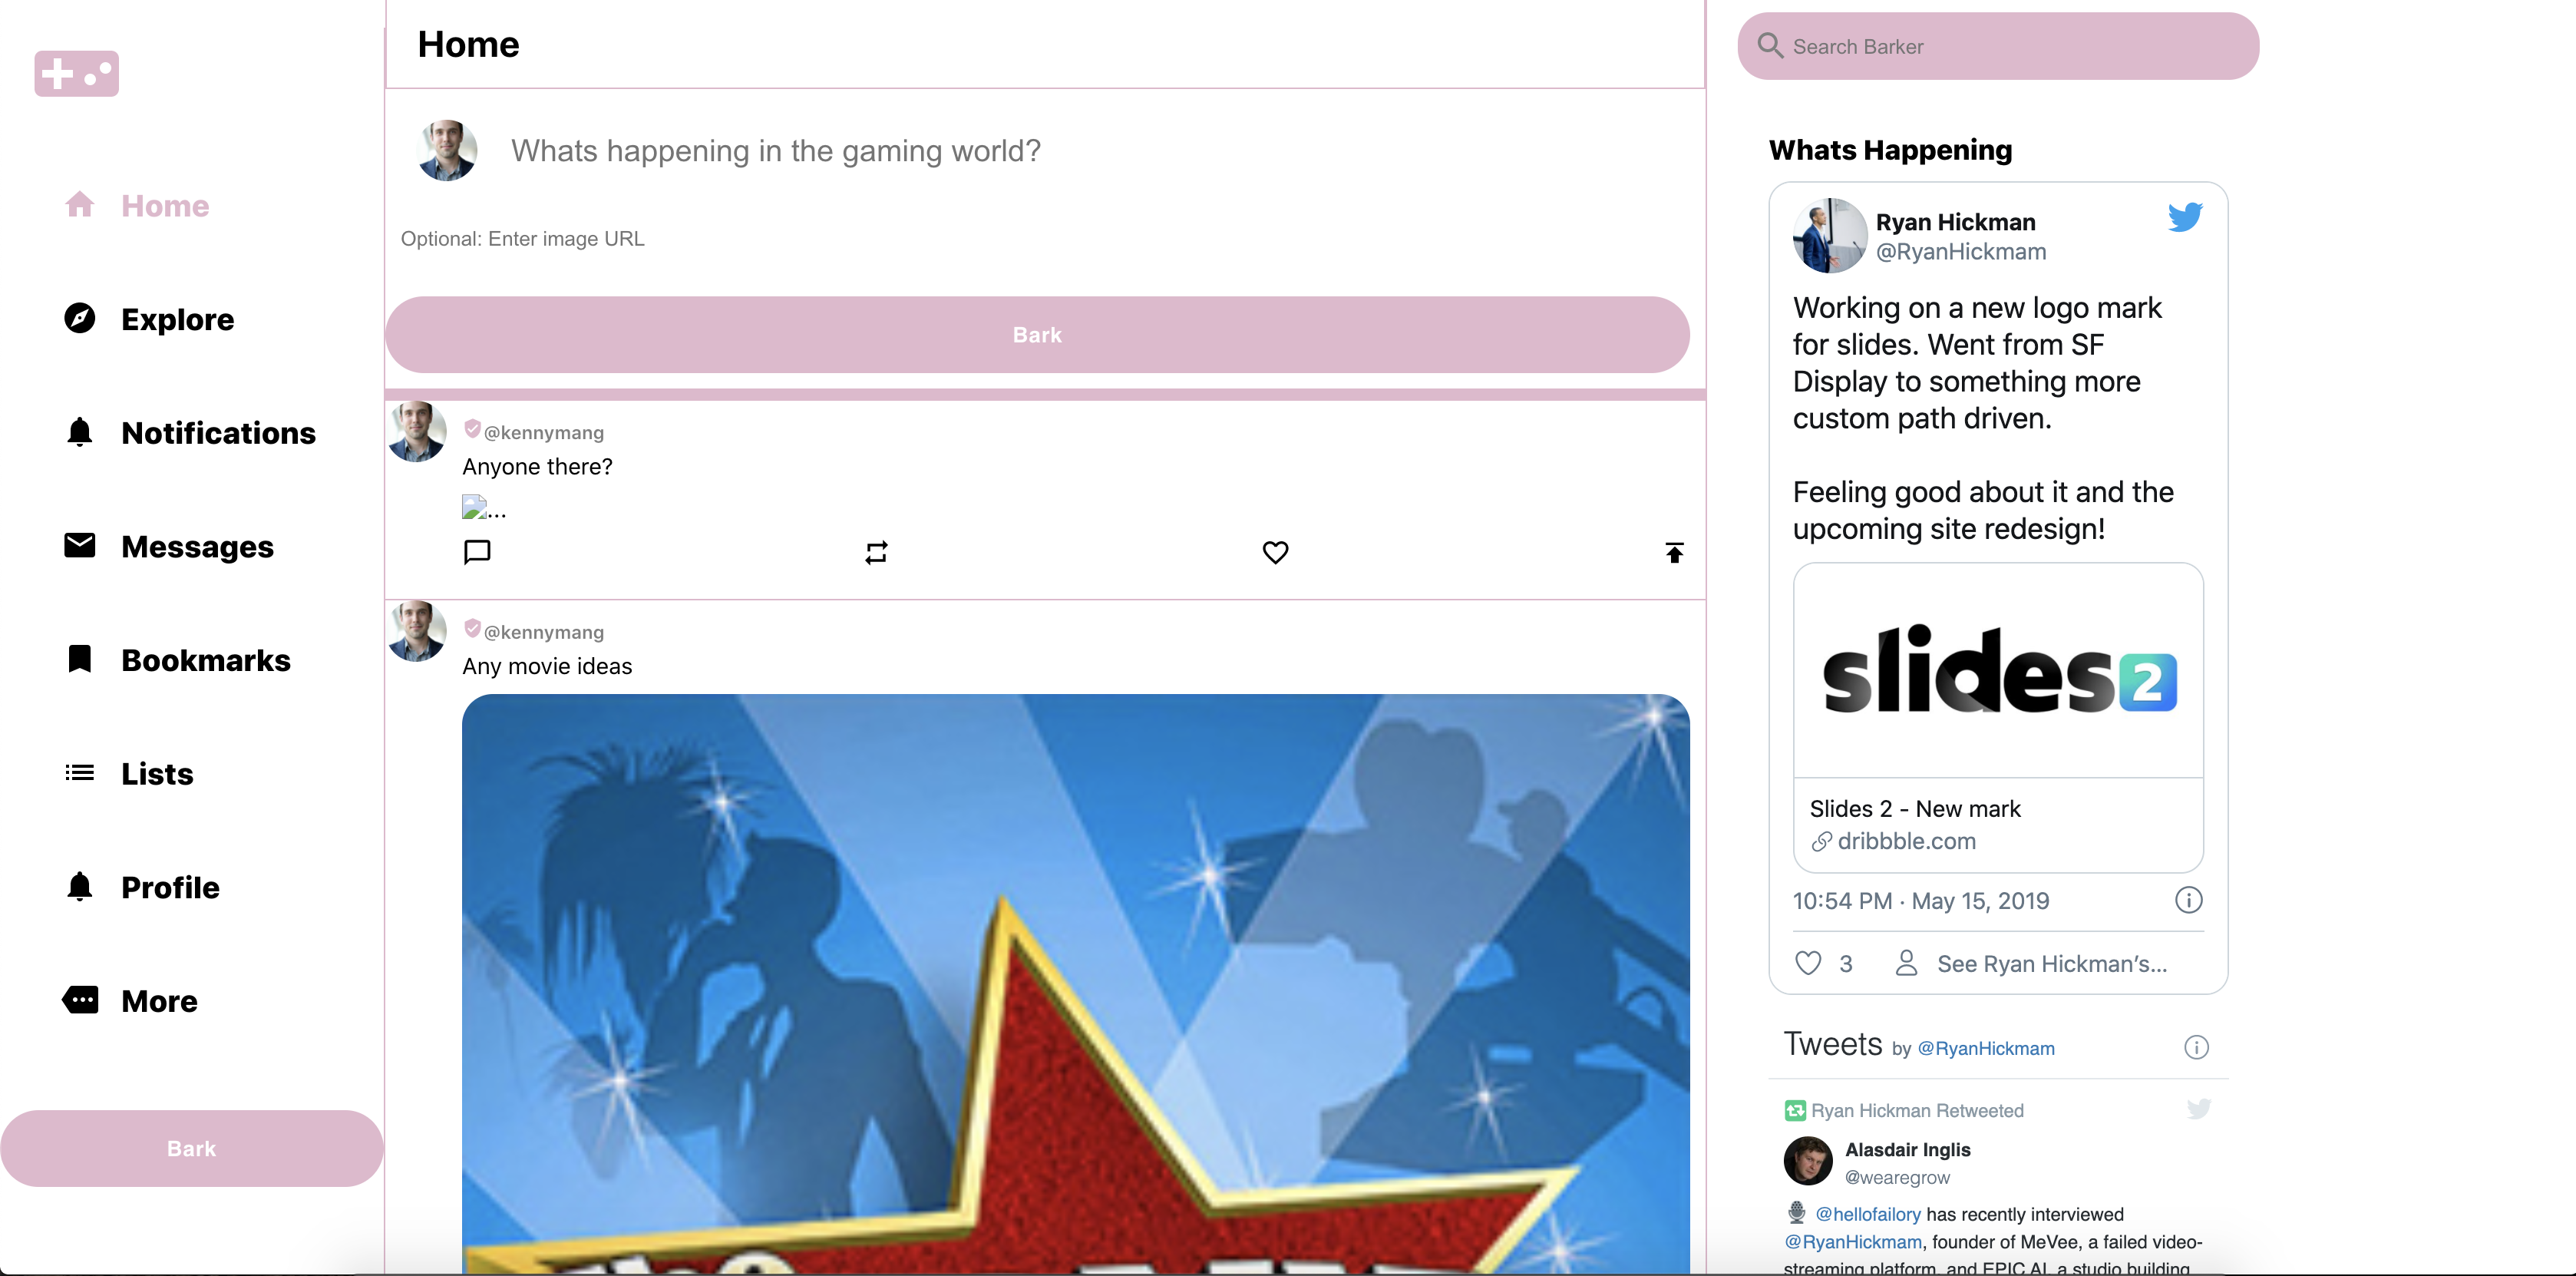 Home
Explore
Notifications
Messages
Bookmarks
Lists
Profile
More
Bark
Home
Whats happening in the gaming world?
Optional: Enter image URL
Bark
@kennymang
Anyone there?
...
@kennymang
Any movie ideas
Search Barker
Whats Happening
Ryan Hickman
@RyanHickmam
Working on a new logo mark
for slides. Went from SF
Display to something more
custom path driven.
Feeling good about it and the
upcoming site redesign!
slides2
Slides 2 - New mark
dribbble.com
10:54 PM · May 15, 2019
3 See Ryan Hickman’s...
Tweets by @RyanHickmam
Ryan Hickman Retweeted
Alasdair Inglis
@wearegrow
@hellofailory has recently interviewed
@RyanHickmam, founder of MeVee, a failed video-
streaming platform, and EPIC AI, a studio building